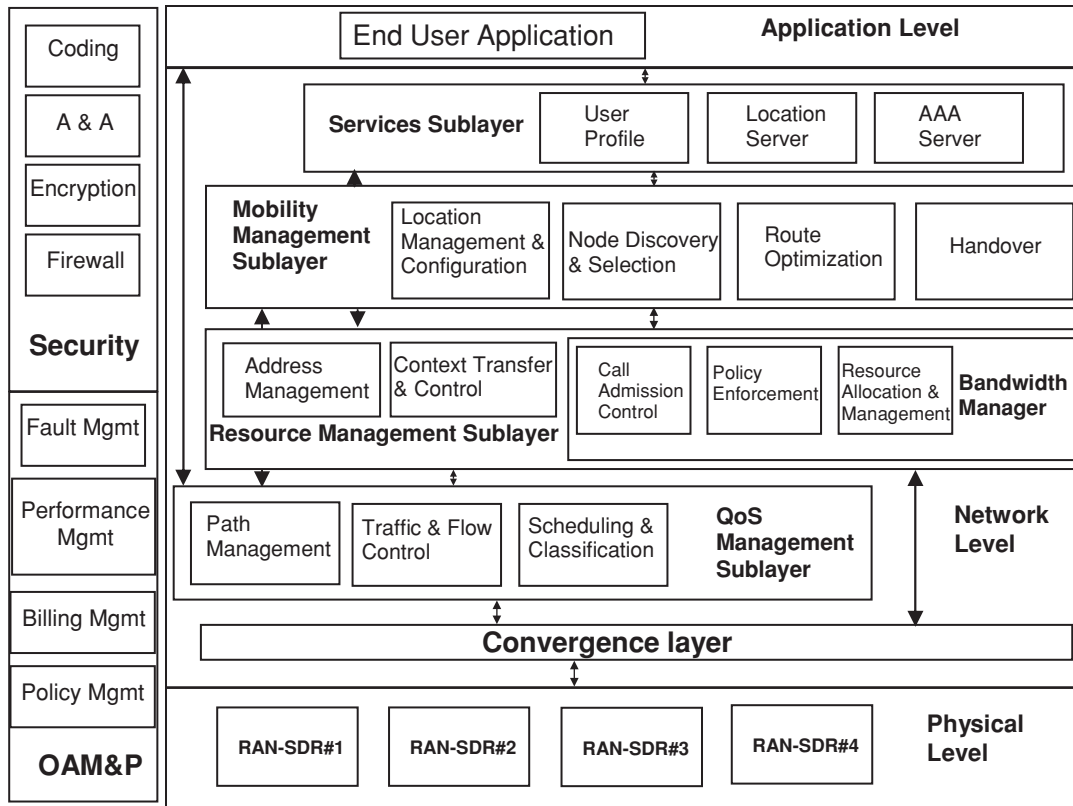 Coding
A & A
Encryption
Firewall
Security
Fault Mgmt
Performance
Mgmt
Billing Mgmt
Policy Mgmt
OAM&P
End User Application
Application Level
Services Sublayer
User
Profile
Location
Server
AAA
Server
Mobility
Management
Sublayer
Location
Management &
Configuration
Node Discovery
& Selection
Route
Optimization
Handover
Address
Management
Context Transfer
& Control
Resource Management Sublayer
Call
Admission
Control
Policy
Enforcement
Resource
Allocation &
Management
Bandwidth
Manager
Path
Management
Traffic & Flow
Control
Scheduling &
Classification
QoS
Management
Sublayer
Network
Level
Convergence layer
RAN-SDR#1
RAN-SDR#2
RAN-SDR#3
RAN-SDR#4
Physical
Level